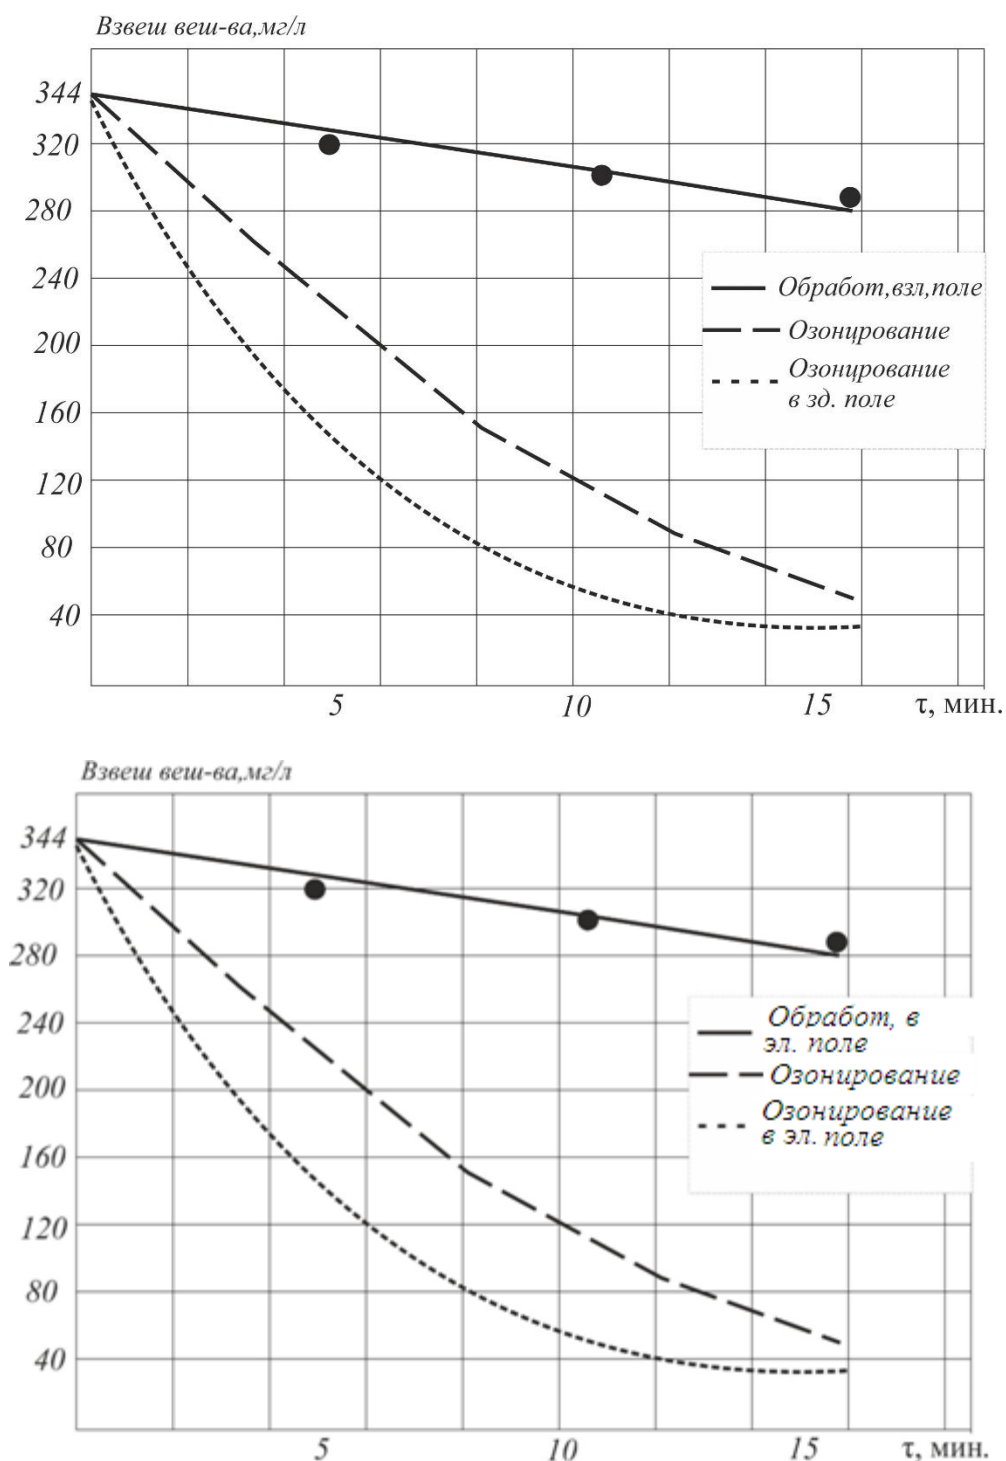 Взвеш веш-ва,мг/л
344
320
280
240
200
160
120
80
40
Обработ,взл,поле
Озонирование
Озонцрование
в зд. поле
5 10 15 τ, мин.
Взвеш веш-ва,мг/л
344
320
280
240
200
160
120
80
40
Обработ, в
эл. поле
Озонирование
Озонирование
в эл. поле
5 10 15 τ, мин.